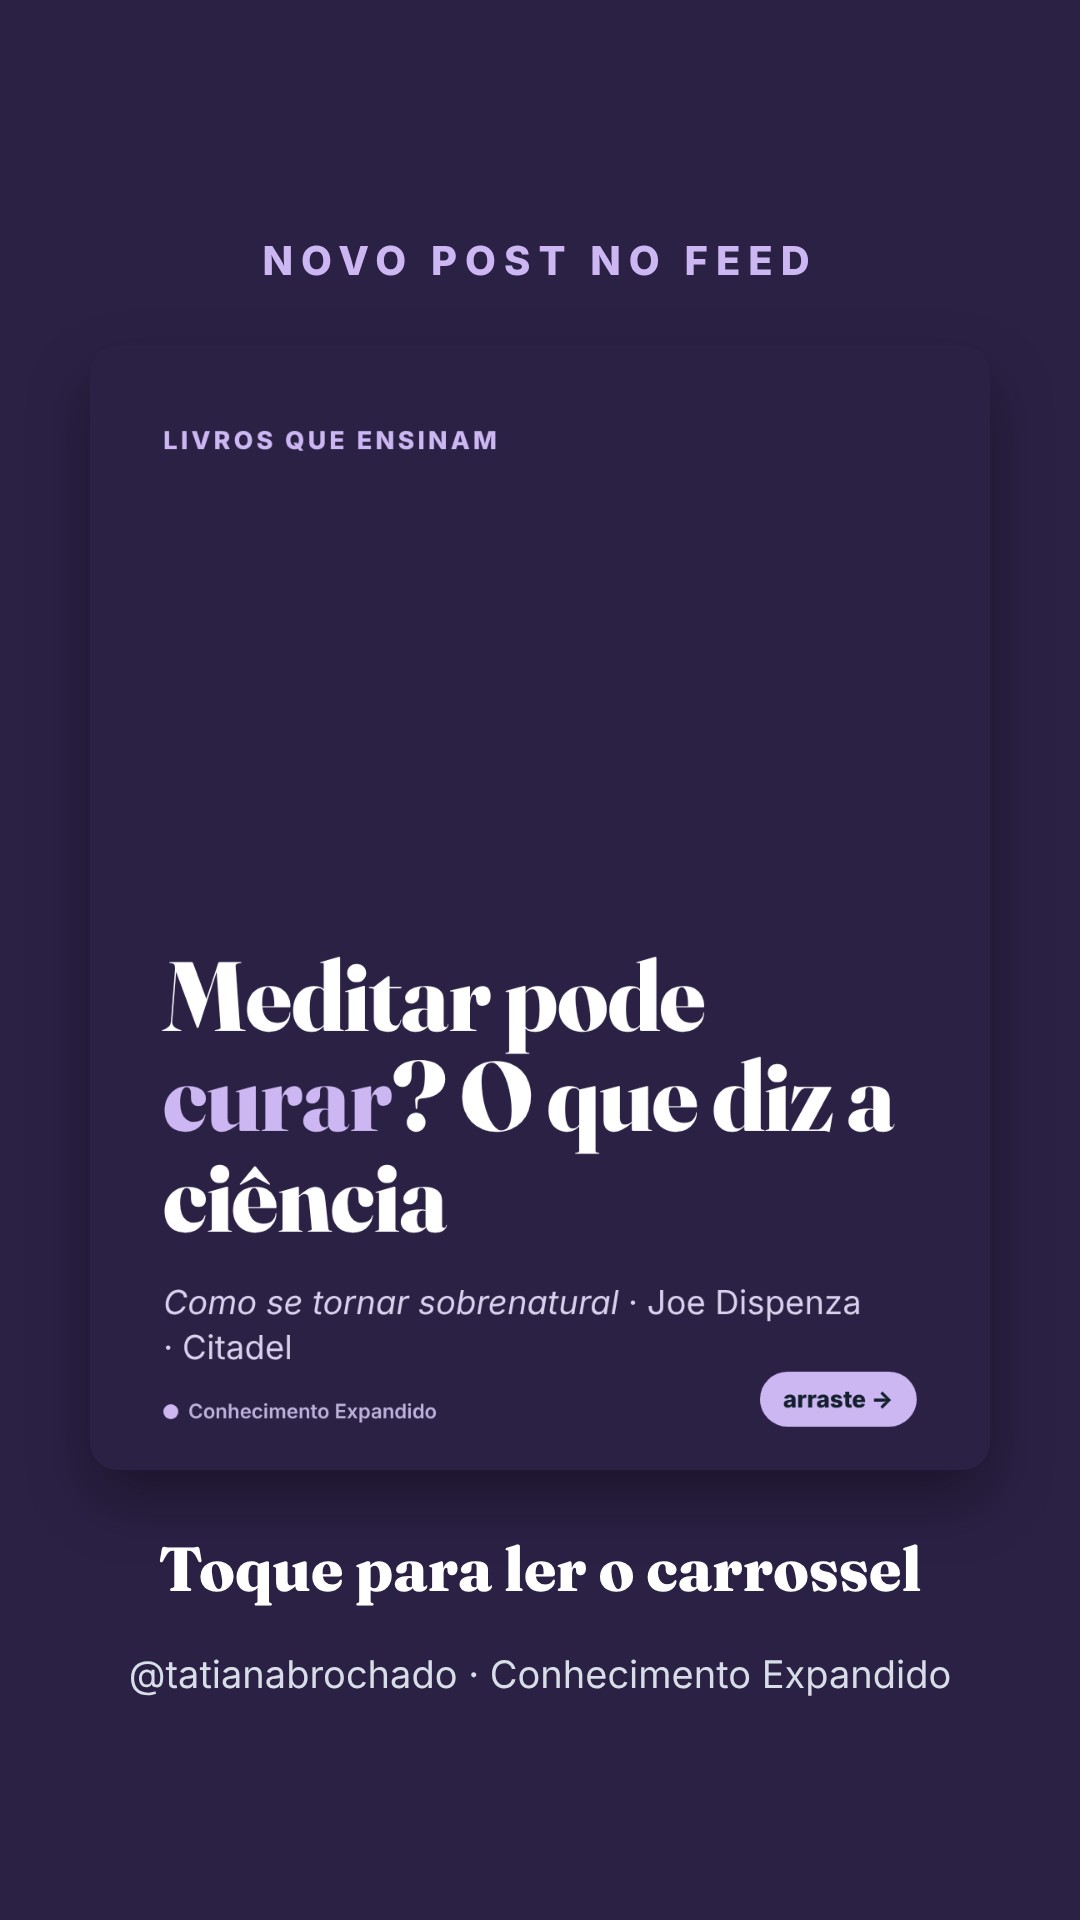 NOVO POST NO FEED
LIVROS QUE ENSINAM
Meditar pode
curar? O que diz a
ciência
Como se tornar sobrenatural · Joe Dispenza
· Citadel
Conhecimento Expandido
arraste →
Toque para ler o carrossel
@tatianabrochado · Conhecimento Expandido